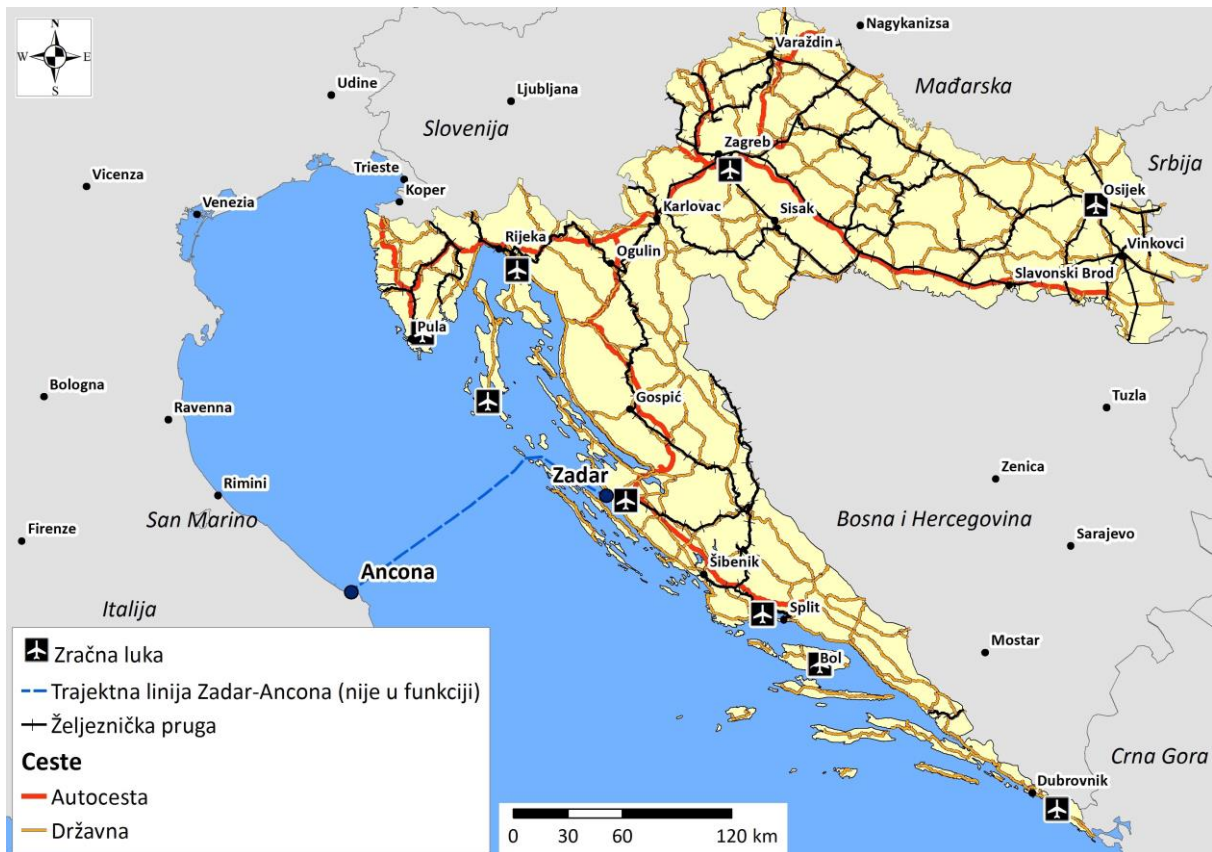 N
W E
S
Nagykanizsa
Varaždin
Udine
Ljubljana
Mađarska
Slovenija
Zagreb
Srbija
Trieste
Vicenza
Koper
Venezia
Osijek
Karlovac
Sisak
Rijeka
Ogulin
Vinkovci
Slavonski Brod
Pula
Bologna
Gospić
Tuzla
Ravenna
Zadar
Zenica
Rimini
San Marino
Bosna i Hercegovina
Firenze
Sarajevo
Šibenik
Ancona
Italija
Split
Mostar
Bol
Zračna luka
Trajektna linija Zadar-Ancona (nije u funkciji)
Željeznička pruga
Ceste
Autocesta
Državna
Crna Gora
Dubrovnik
0 30 60 120 km